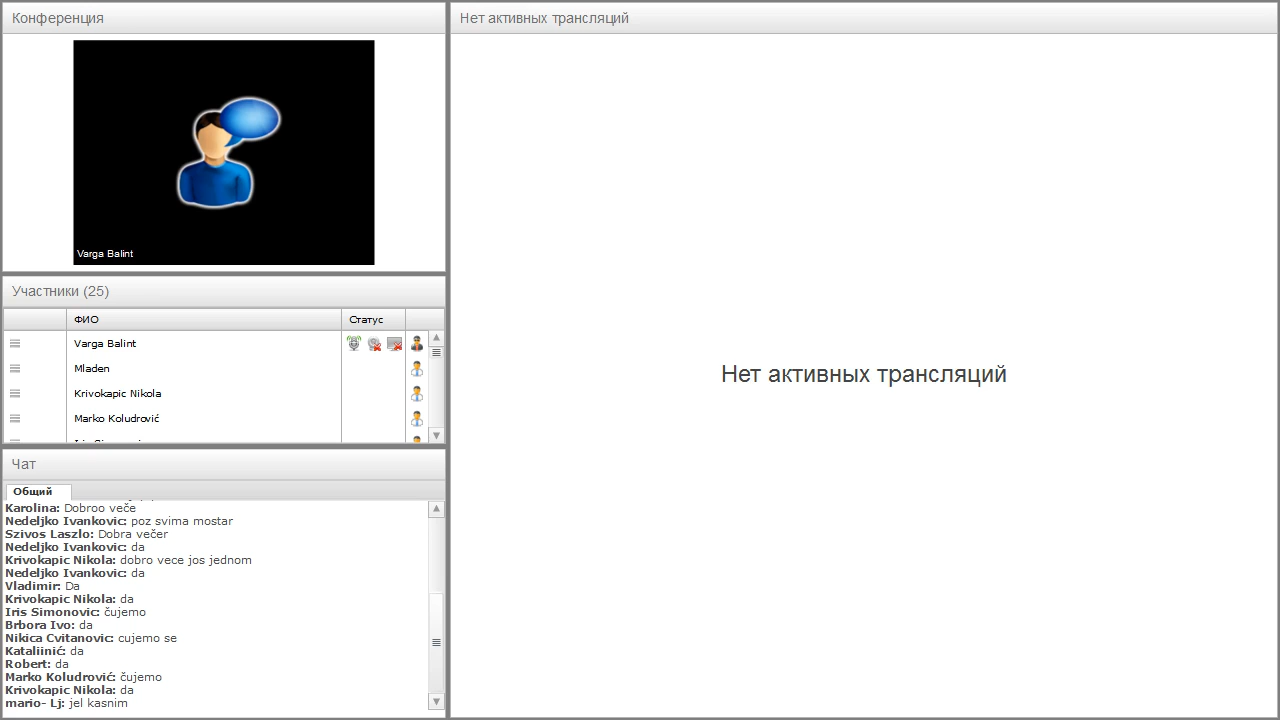 Конференция
Varga Balint
Участники (25)
ФИО Статус
Varga Balint
Mladen
Krivokapic Nikola
Marko Koludrović
Чат
Общий
Karolina: Dobroo veče
Nedeljko Ivankovic: poz svima mostar
Szivos Laszlo: Dobra večer
Nedeljko Ivankovic: da
Krivokapic Nikola: dobro vece jos jednom
Nedeljko Ivankovic: da
Vladimir: Da
Krivokapic Nikola: da
Iris Simonovic: čujemo
Brbora Ivo: da
Nikica Cvitanovic: cujemo se
Kataliinić: da
Robert: da
Marko Koludrović: čujemo
Krivokapic Nikola: da
mario- Lj: jel kasnim
Нет активных трансляций
Нет активных трансляций